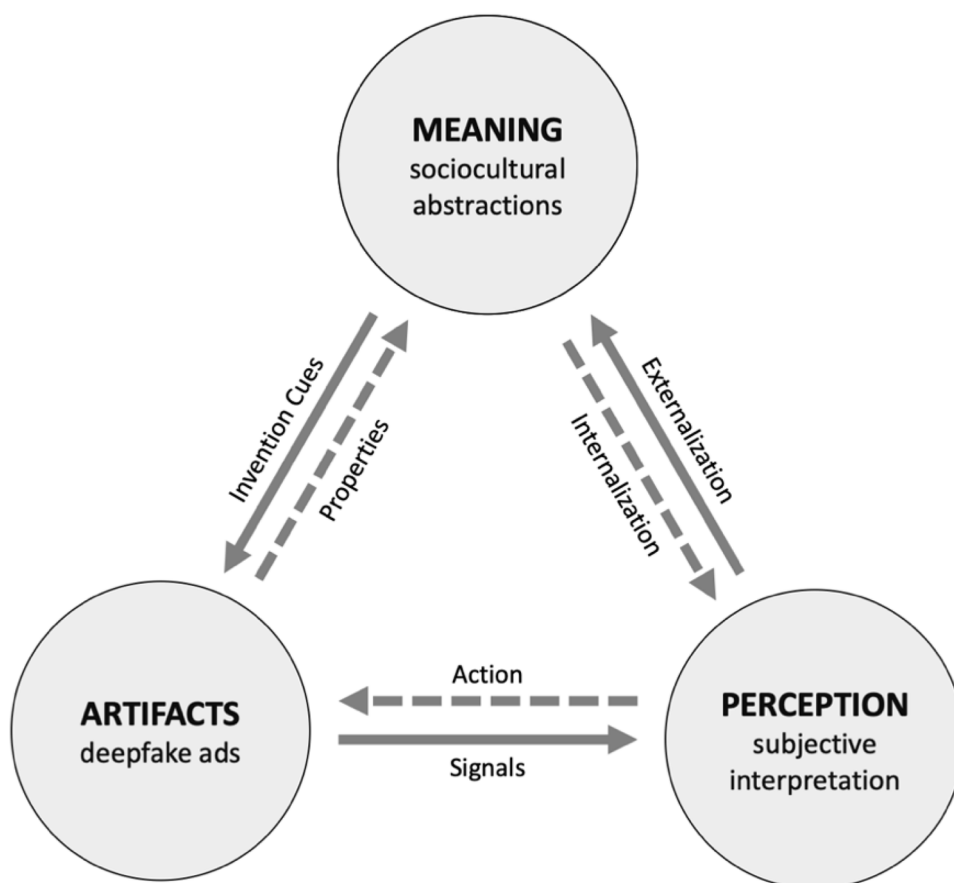 MEANING
sociocultural
abstractions
Invention Cues
Properties
Externalization
Internalization
ARTIFACTS
deepfake ads
Action
Signals
PERCEPTION
subjective
interpretation